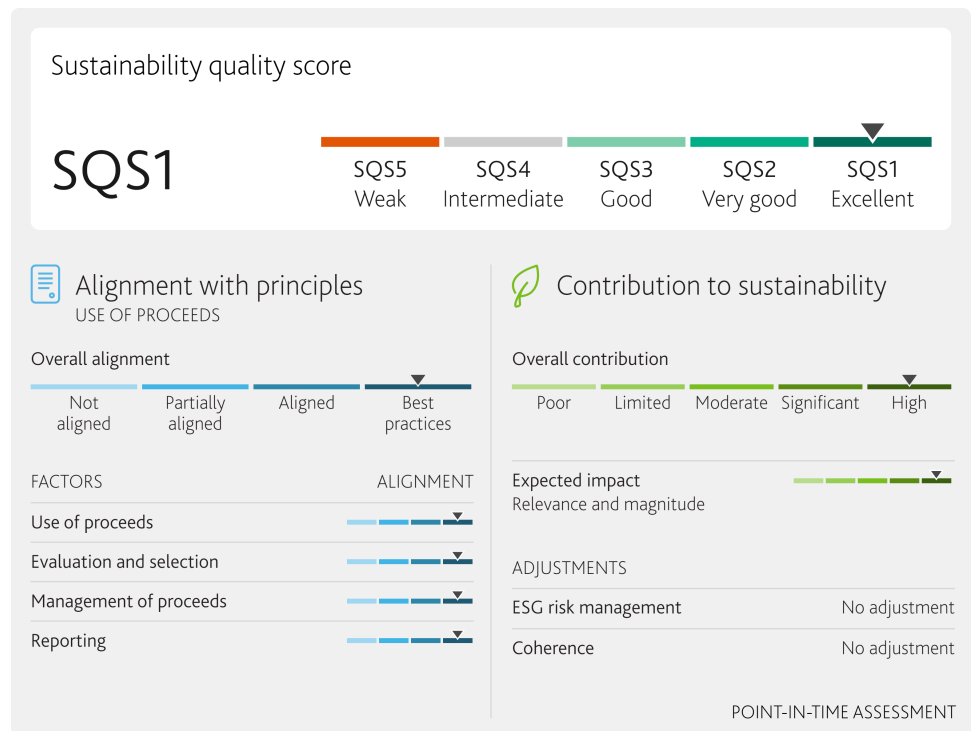 Sustainability quality score
SQS1
SQS5 SQS4 SQS3 SQS2 SQS1
Weak Intermediate Good Very good Excellent
Alignment with principles
USE OF PROCEEDS
Overall alignment
Not Partially Aligned Best
aligned aligned practices
FACTORS ALIGNMENT
Use of proceeds
Evaluation and selection
Management of proceeds
Reporting
Contribution to sustainability
Overall contribution
Poor Limited Moderate Significant High
Expected impact
Relevance and magnitude
ADJUSTMENTS
ESG risk management No adjustment
Coherence No adjustment
POINT-IN-TIME ASSESSMENT